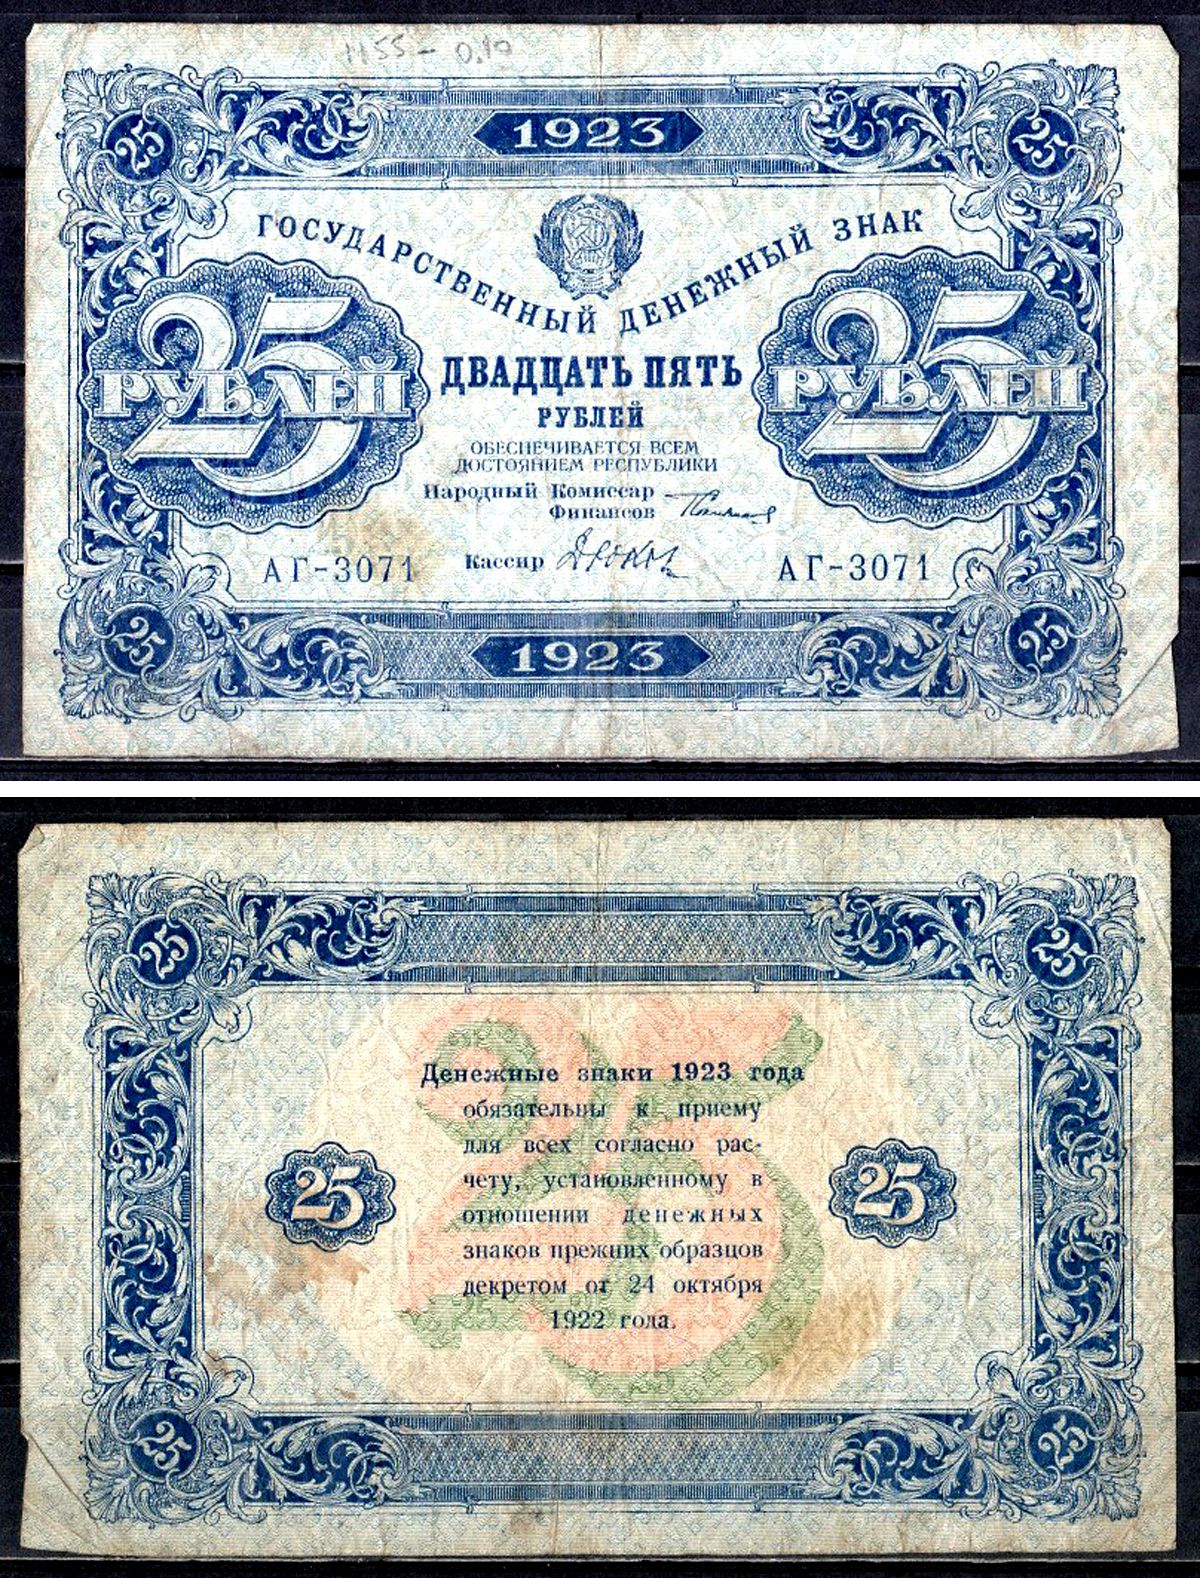 1155 - 0.10
1923
25 25
ГОСУДАРСТВЕННЫЙ ДЕНЕЖНЫЙ ЗНАК
25 РУБЛЕЙ
25 РУБЛЕЙ
ДВАДЦАТЬ ПЯТЬ
РУБЛЕЙ
ОБЕСПЕЧИВАЕТСЯ ВСЕМ
ДОСТОЯНИЕМ РЕСПУБЛИКИ
Народный Комиссар
Финансов
Кассир
АГ-3071 АГ-3071
25 25
1923
25 25
Денежные знаки 1923 года
обязательны к приему
для всех согласно рас-
чету, установленному в
отношении денежных
знаков прежних образцов
декретом от 24 октября
1922 года.
25 25
25 25